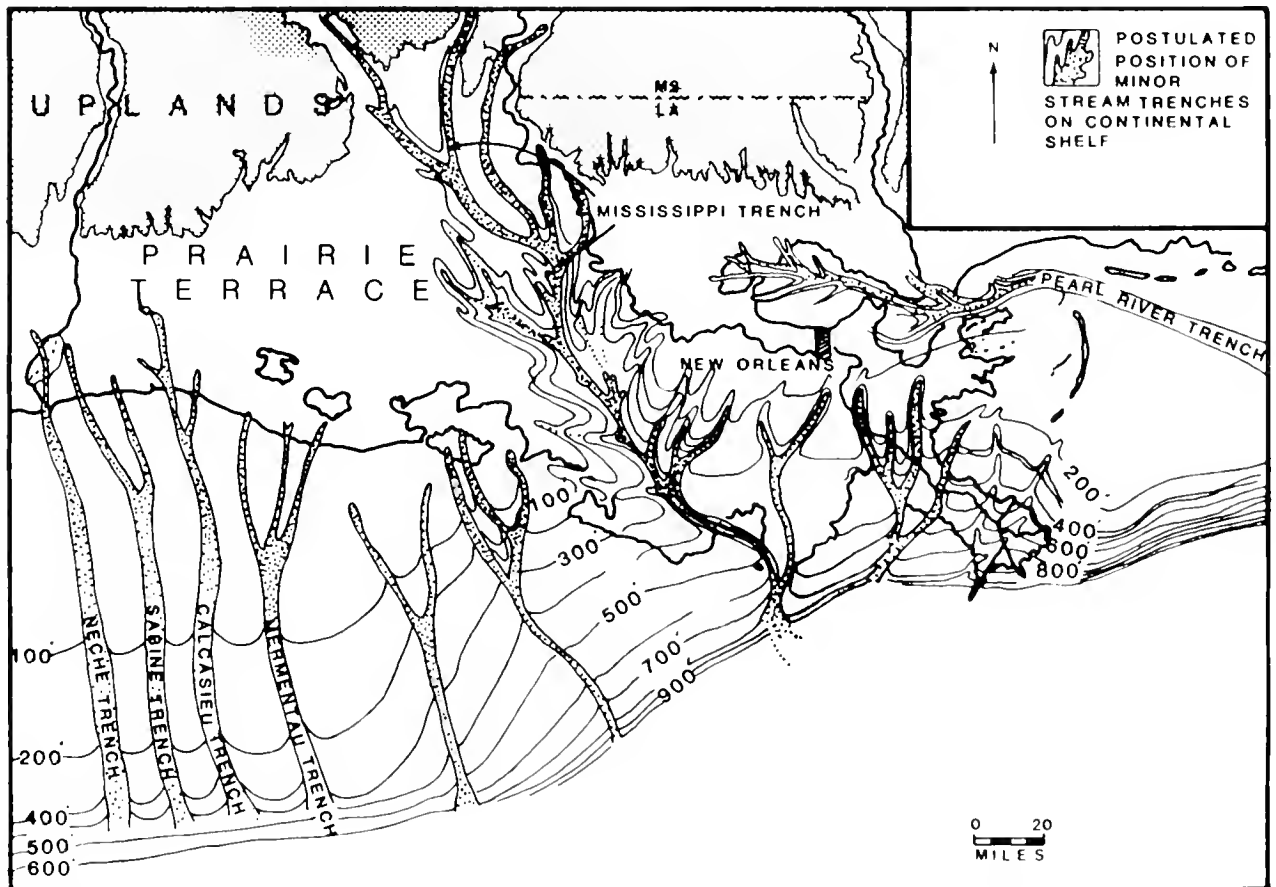 N
POSTULATED
POSITION OF
MINOR
STREAM TRENCHES
ON CONTINENTAL
SHELF
UPLANDS
MS
LA
MISSISSIPPI TRENCH
PRAIRIE
TERRACE
PEARL RIVER TRENCH
NEW ORLEANS
100'
300'
500'
700'
900'
200'
400'
600'
800'
NECHE TRENCH
SABINE TRENCH
CALCASIEU TRENCH
MERMENTAU TRENCH
100'
200'
400'
500'
600'
0 20
MILES